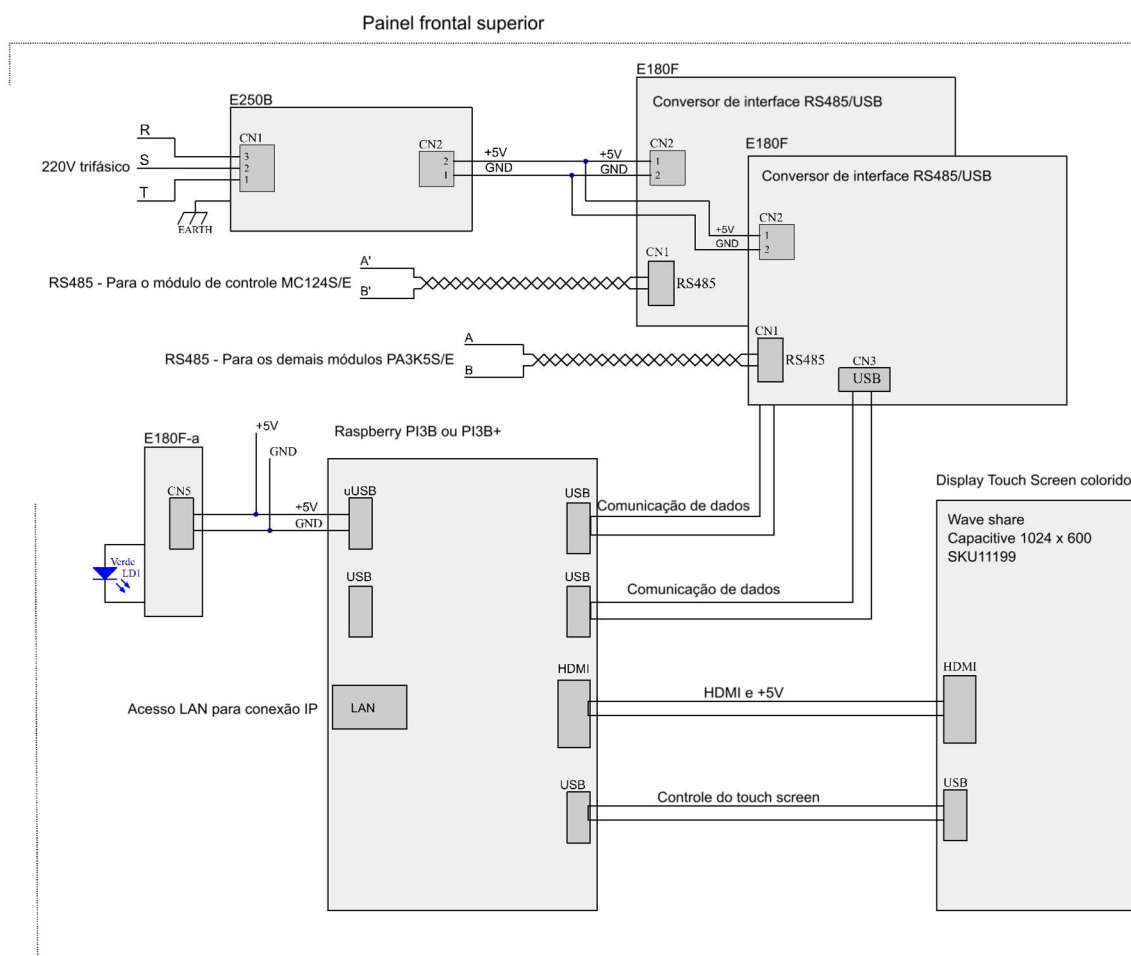 Painel frontal superior
E180F
Conversor de interface RS485/USB
E250B
R
CN1
3
220V trifásico
S
2
T
1
EARTH
CN2
2
+5V
+5V
1
GND
GND
CN2
1
2
E180F
Conversor de interface RS485/USB
CN2
+5V
1
GND
2
A'
RS485 - Para o módulo de controle MC124S/E
B'
CN1
RS485
A
RS485 - Para os demais módulos PA3K5S/E
B
CN1
RS485
CN3
USB
E180F-a
+5V
GND
CN5
+5V
GND
Verde
LD1
Raspberry PI3B ou PI3B+
uUSB
USB
Comunicação de dados
USB
USB
Comunicação de dados
Acesso LAN para conexão IP
LAN
HDMI
HDMI e +5V
HDMI
USB
Controle do touch screen
USB
Display Touch Screen colorido
Wave share
Capacitive 1024 x 600
SKU11199